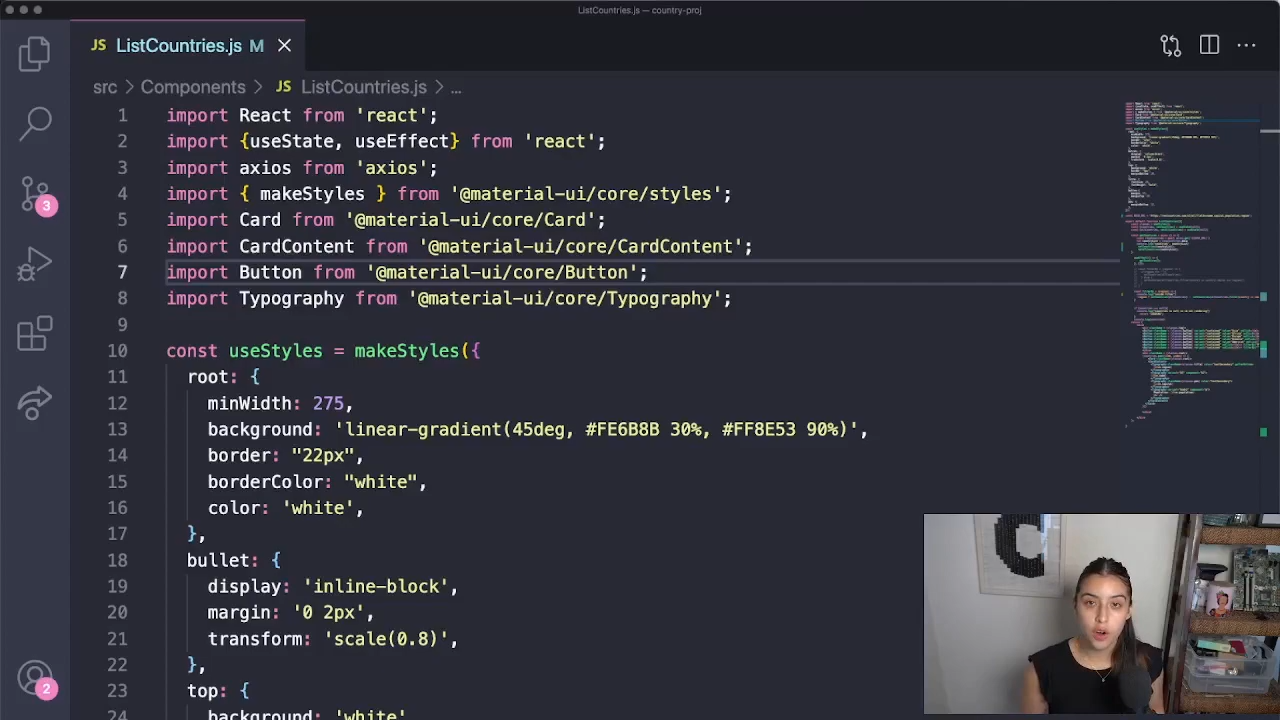 ListCountries.js — country-proj
JS ListCountries.js M
src > Components > JS ListCountries.js > ...
1 import React from 'react';
2 import {useState, useEffect} from 'react';
3 import axios from 'axios';
4 import { makeStyles } from '@material-ui/core/styles';
5 import Card from '@material-ui/core/Card';
6 import CardContent from '@material-ui/core/CardContent';
7 import Button from '@material-ui/core/Button';
8 import Typography from '@material-ui/core/Typography';
9
10 const useStyles = makeStyles({
11 root: {
12 minWidth: 275,
13 background: 'linear-gradient(45deg, #FE6B8B 30%, #FF8E53 90%)',
14 border: "22px",
15 borderColor: "white",
16 color: 'white',
17 },
18 bullet: {
19 display: 'inline-block',
20 margin: '0 2px',
21 transform: 'scale(0.8)',
22 },
23 top: {
24 background: 'white'
3
2